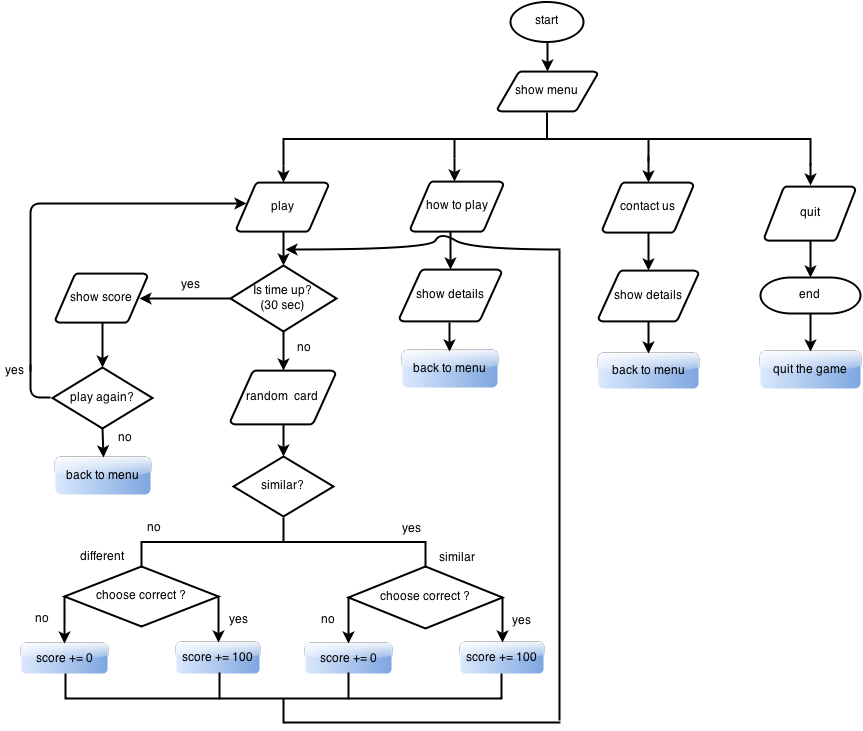 start
show menu
play
how to play
contact us
quit
show score
yes
Is time up?
(30 sec)
show details
show details
end
no
yes
play again?
random  card
back to menu
back to menu
quit the game
no
back to menu
similar?
no
yes
different
similar
choose correct ?
choose correct ?
no
yes
no
yes
score += 0
score += 100
score += 0
score += 100